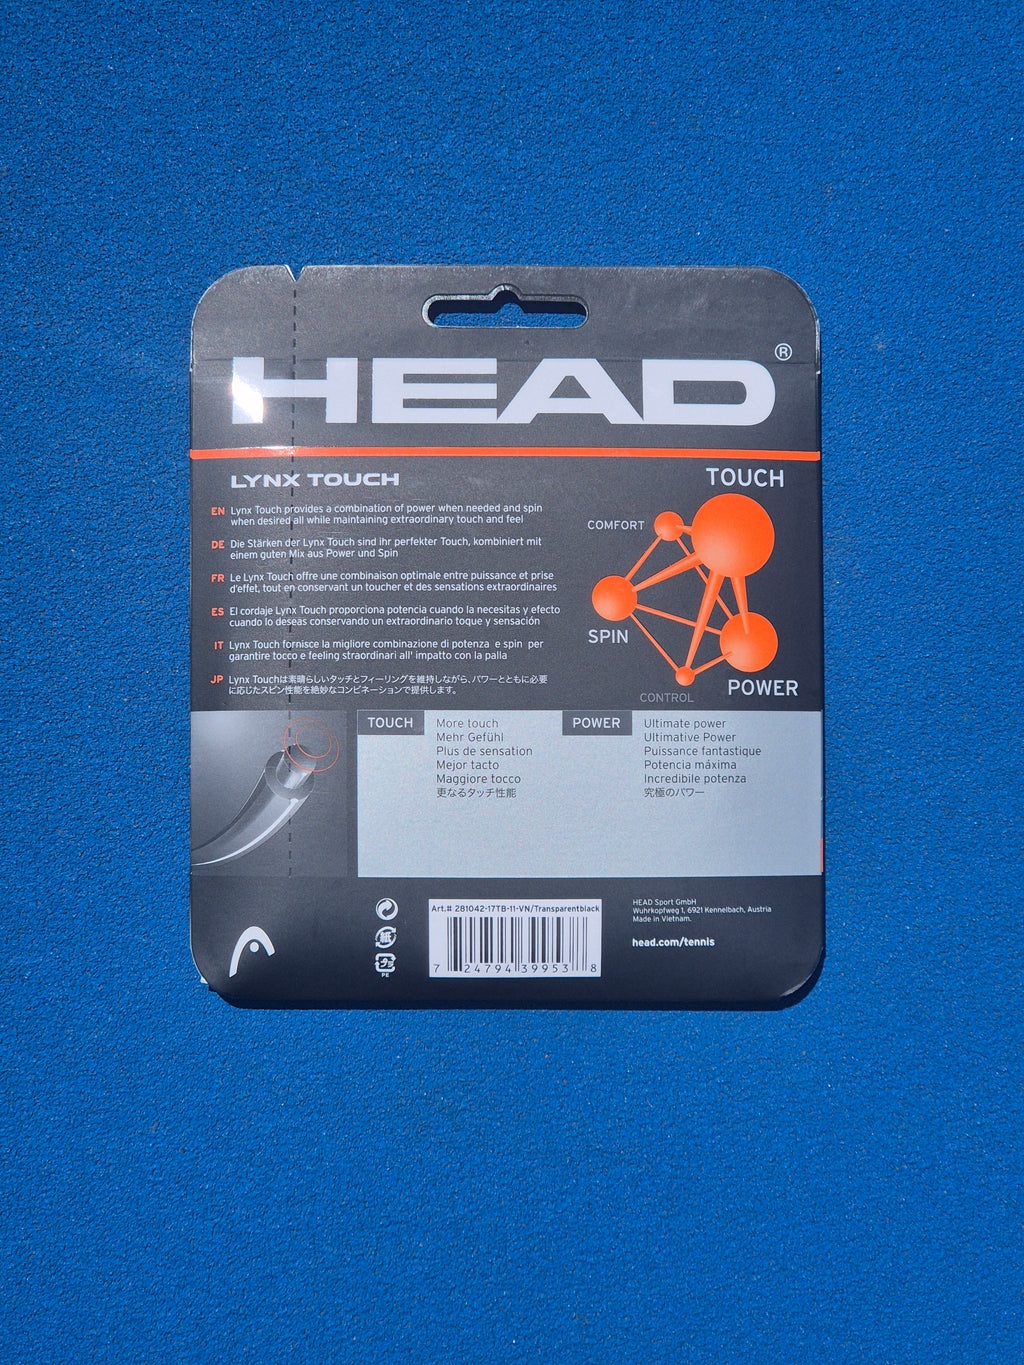 HEAD®
LYNX TOUCH
EN Lynx Touch provides a combination of power when needed and spin
when desired all while maintaining extraordinary touch and feel
DE Die Stärken der Lynx Touch sind ihr perfekter Touch, kombiniert mit
einem guten Mix aus Power und Spin
FR Le Lynx Touch offre une combinaison optimale entre puissance et prise
d'effet, tout en conservant un toucher et des sensations extraordinaires
ES El cordaje Lynx Touch proporciona potencia cuando la necesitas y efecto
cuando lo deseas conservando un extraordinario toque y sensación
IT Lynx Touch fornisce la migliore combinazione di potenza e spin per
garantire tocco e feeling straordinari all' impatto con la palla
JP Lynx Touchは素晴らしいタッチとフィーリングを維持しながら、パワーとともに必要
に応じたスピン性能を絶妙なコンビネーションで提供します。
TOUCH
COMFORT
SPIN
POWER
CONTROL
TOUCH
More touch
Mehr Gefühl
Plus de sensation
Mejor tacto
Maggiore tocco
更なるタッチ性能
POWER
Ultimate power
Ultimative Power
Puissance fantastique
Potencia máxima
Incredibile potenza
究極のパワー
紙
プラ
PE
Art.# 281042-17TB-11-VN/Transparentblack
7 24794 39953 8
HEAD Sport GmbH
Wuhrkopfweg 1, 6921 Kennelbach, Austria
Made in Vietnam.
head.com/tennis